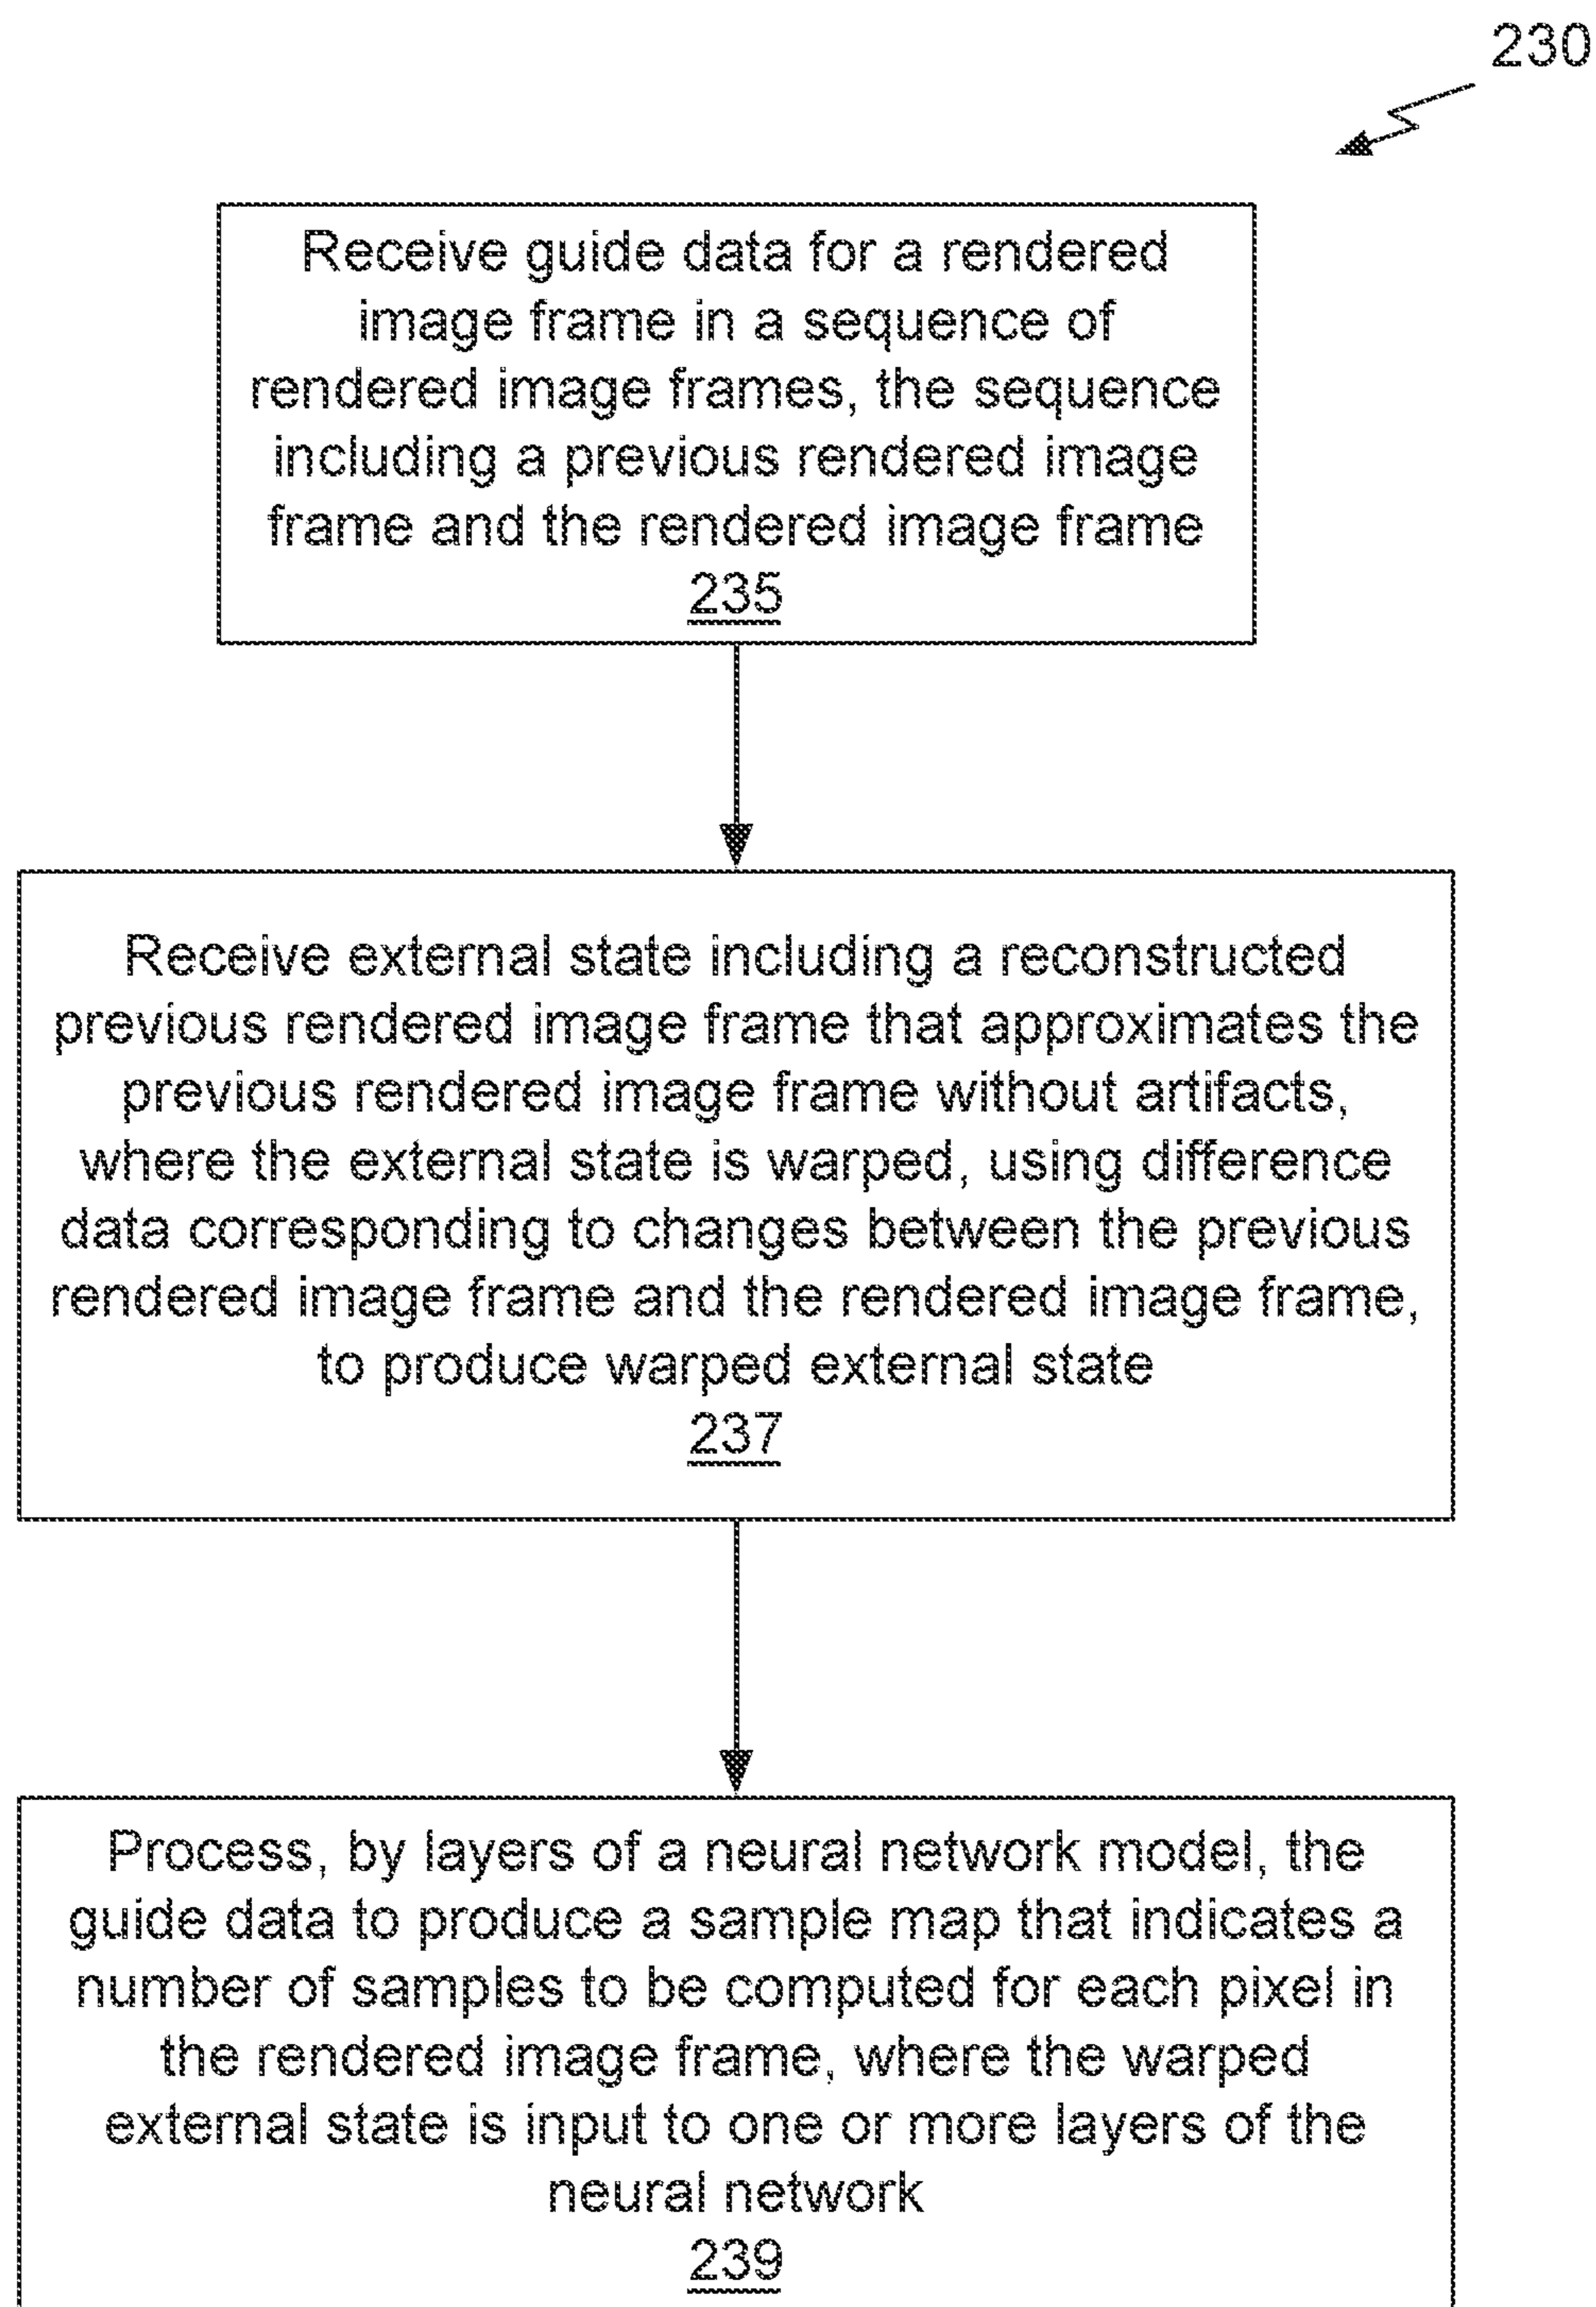 230
Receive guide data for a rendered
image frame in a sequence of
rendered image frames, the sequence
including a previous rendered image
frame and the rendered image frame
235
Receive external state including a reconstructed
previous rendered image frame that approximates the
previous rendered image frame without artifacts,
where the external state is warped, using difference
data corresponding to changes between the previous
rendered image frame and the rendered image frame,
to produce warped external state
237
Process, by layers of a neural network model, the
guide data to produce a sample map that indicates a
number of samples to be computed for each pixel in
the rendered image frame, where the warped
external state is input to one or more layers of the
neural network
239